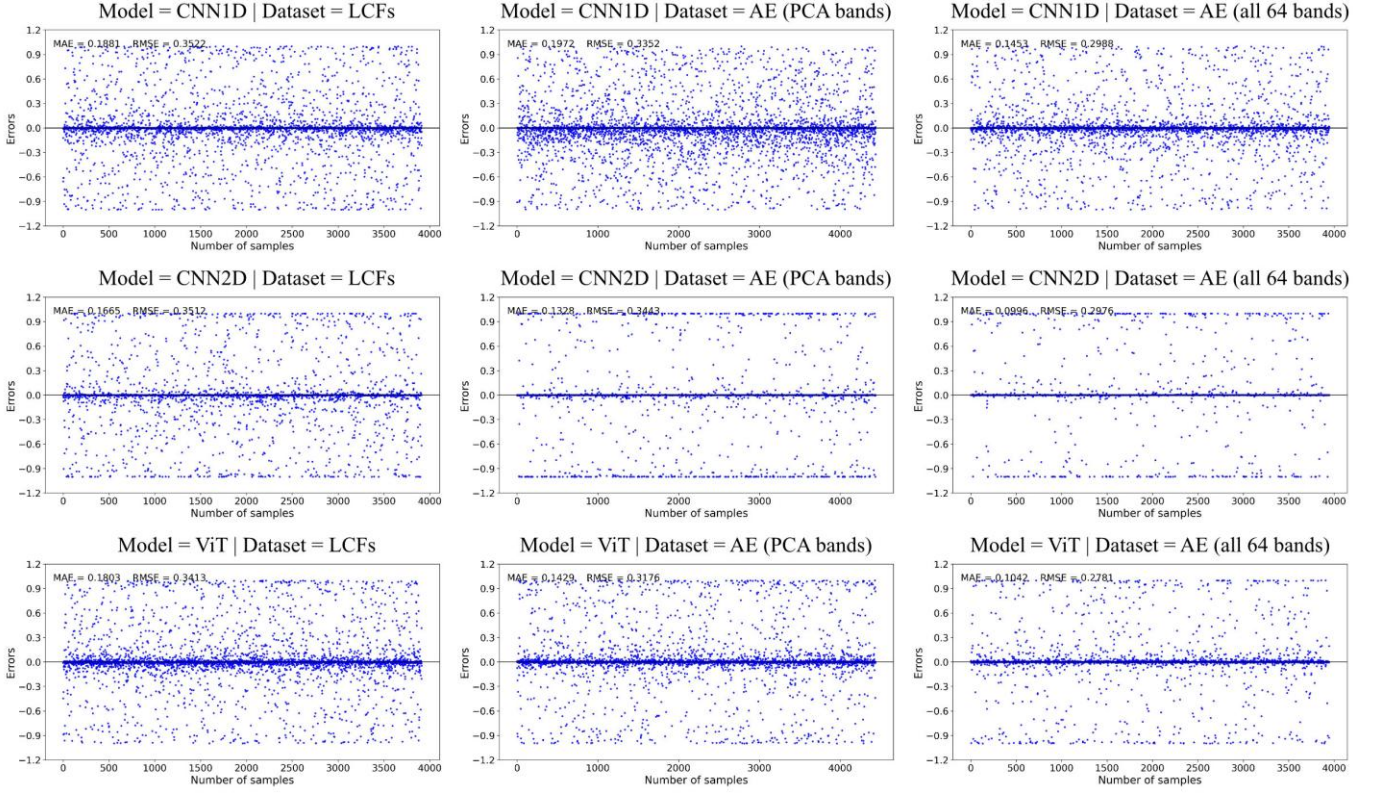 Model = CNN1D | Dataset = LCFs
MAE = 0.1881 RMSE = 0.3522
1.2
0.9
0.6
0.3
0.0
−0.3
−0.6
−0.9
−1.2
Errors
0 500 1000 1500 2000 2500 3000 3500 4000
Number of samples
Model = CNN1D | Dataset = AE (PCA bands)
MAE = 0.1972 RMSE = 0.3352
1.2
0.9
0.6
0.3
0.0
−0.3
−0.6
−0.9
−1.2
Errors
0 1000 2000 3000 4000
Number of samples
Model = CNN1D | Dataset = AE (all 64 bands)
MAE = 0.1453 RMSE = 0.2988
1.2
0.9
0.6
0.3
0.0
−0.3
−0.6
−0.9
−1.2
Errors
0 500 1000 1500 2000 2500 3000 3500 4000
Number of samples
Model = CNN2D | Dataset = LCFs
MAE = 0.1665 RMSE = 0.3512
1.2
0.9
0.6
0.3
0.0
−0.3
−0.6
−0.9
−1.2
Errors
0 500 1000 1500 2000 2500 3000 3500 4000
Number of samples
Model = CNN2D | Dataset = AE (PCA bands)
MAE = 0.1328 RMSE = 0.3443
1.2
0.9
0.6
0.3
0.0
−0.3
−0.6
−0.9
−1.2
Errors
0 1000 2000 3000 4000
Number of samples
Model = CNN2D | Dataset = AE (all 64 bands)
MAE = 0.0996 RMSE = 0.2976
1.2
0.9
0.6
0.3
0.0
−0.3
−0.6
−0.9
−1.2
Errors
0 500 1000 1500 2000 2500 3000 3500 4000
Number of samples
Model = ViT | Dataset = LCFs
MAE = 0.1803 RMSE = 0.3413
1.2
0.9
0.6
0.3
0.0
−0.3
−0.6
−0.9
−1.2
Errors
0 500 1000 1500 2000 2500 3000 3500 4000
Number of samples
Model = ViT | Dataset = AE (PCA bands)
MAE = 0.1429 RMSE = 0.3176
1.2
0.9
0.6
0.3
0.0
−0.3
−0.6
−0.9
−1.2
Errors
0 1000 2000 3000 4000
Number of samples
Model = ViT | Dataset = AE (all 64 bands)
MAE = 0.1042 RMSE = 0.2781
1.2
0.9
0.6
0.3
0.0
−0.3
−0.6
−0.9
−1.2
Errors
0 500 1000 1500 2000 2500 3000 3500 4000
Number of samples